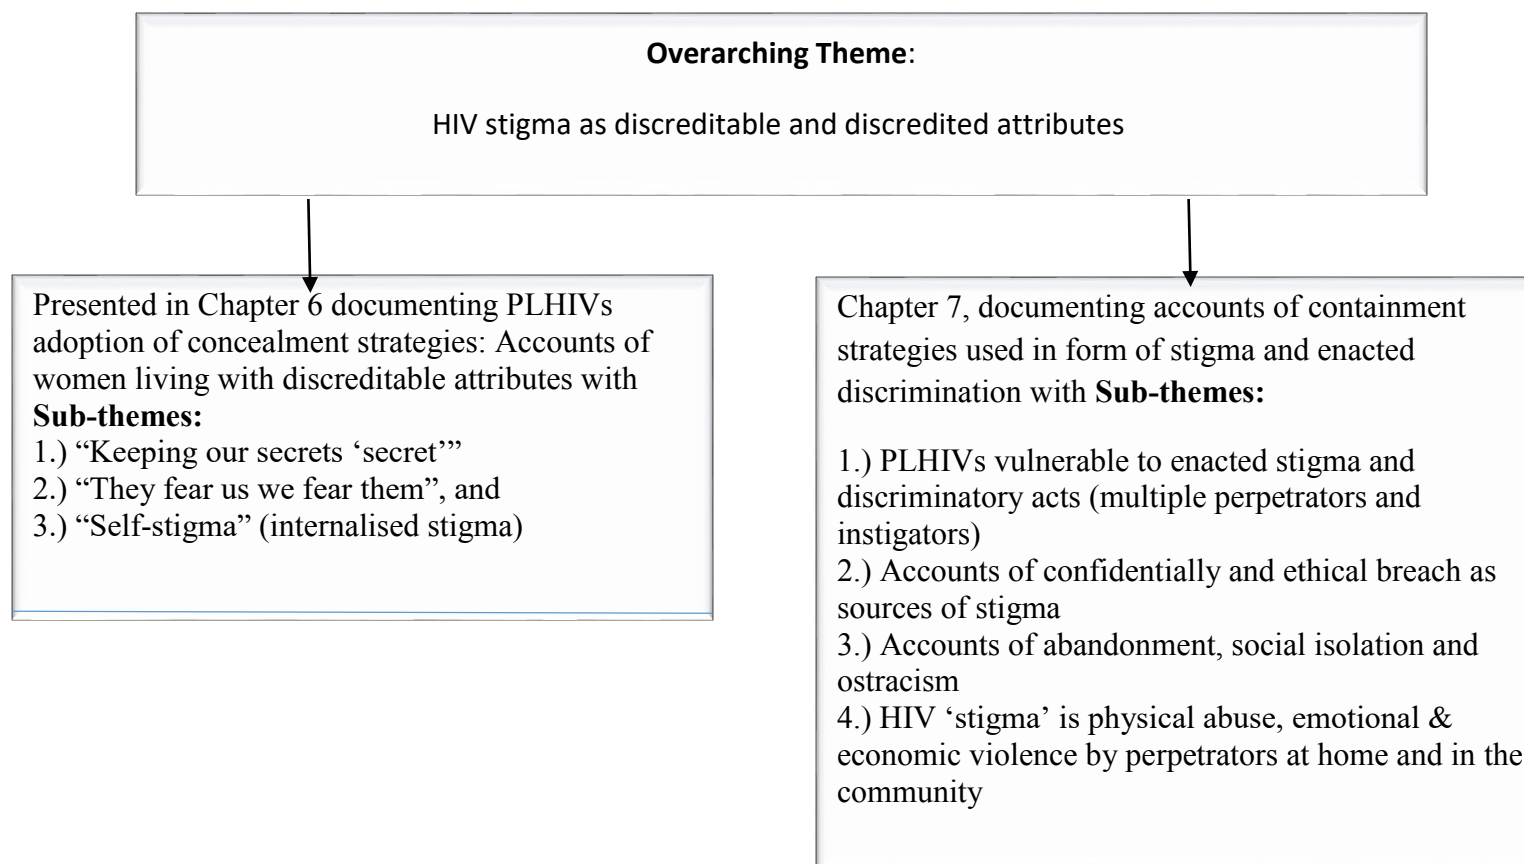 Overarching Theme:
HIV stigma as discreditable and discredited attributes
Presented in Chapter 6 documenting PLHIVs
adoption of concealment strategies: Accounts of
women living with discreditable attributes with
Sub-themes:
1.) “Keeping our secrets ‘secret’”
2.) “They fear us we fear them”, and
3.) “Self-stigma” (internalised stigma)
Chapter 7, documenting accounts of containment
strategies used in form of stigma and enacted
discrimination with Sub-themes:
1.) PLHIVs vulnerable to enacted stigma and
discriminatory acts (multiple perpetrators and
instigators)
2.) Accounts of confidentially and ethical breach as
sources of stigma
3.) Accounts of abandonment, social isolation and
ostracism
4.) HIV ‘stigma’ is physical abuse, emotional &
economic violence by perpetrators at home and in the
community